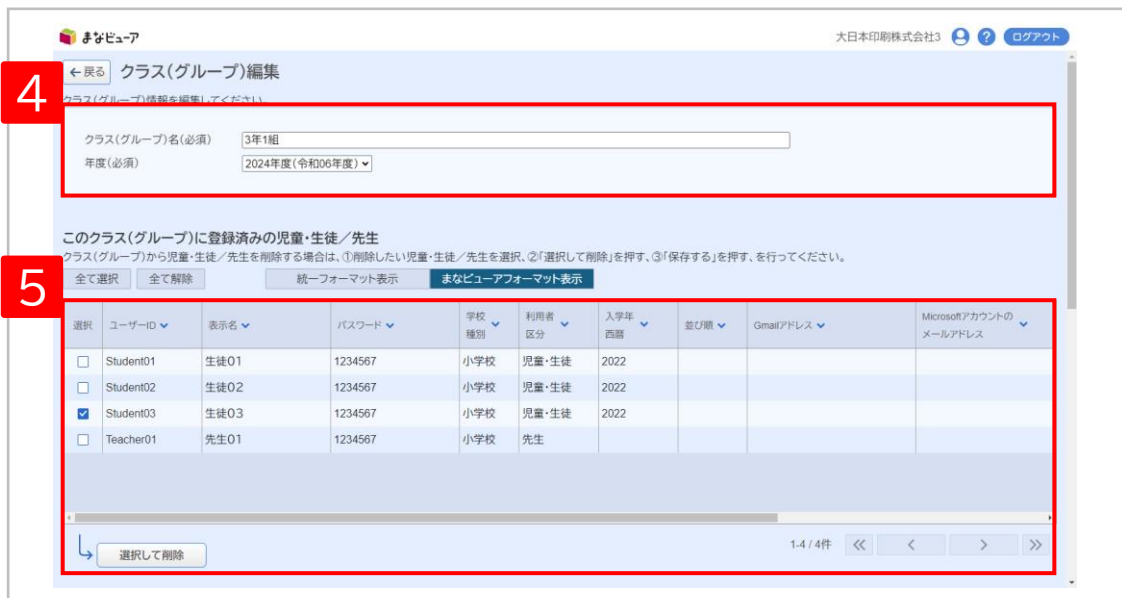 まなビューア
大日本印刷株式会社3 ? ログアウト
4
←戻る クラス(グループ)編集
クラス(グループ)情報を編集してください。
クラス(グループ)名(必須) 3年1組
年度(必須) 2024年度(令和06年度)
このクラス(グループ)に登録済みの児童・生徒／先生
クラス(グループ)から児童・生徒／先生を削除する場合は、①削除したい児童・生徒／先生を選択、②「選択して削除」を押す、③「保存する」を押す、を行ってください。
5
全て選択 全て解除 統一フォーマット表示 まなビューアフォーマット表示
選択 ユーザーID 表示名 パスワード 学校種別 利用者区分 入学年西暦 並び順 Gmailアドレス Microsoftアカウントのメールアドレス
Student01 生徒01 1234567 小学校 児童・生徒 2022
Student02 生徒02 1234567 小学校 児童・生徒 2022
Student03 生徒03 1234567 小学校 児童・生徒 2022
Teacher01 先生01 1234567 小学校 先生
選択して削除
1-4 / 4件 << < > >>